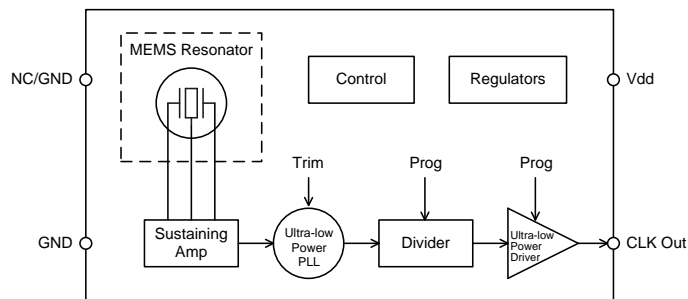 MEMS Resonator
NC/GND
Control
Regulators
Vdd
Trim
Prog
Prog
GND
Sustaining
Amp
Ultra-low
Power
PLL
Divider
Ultra-low
Power
Driver
CLK Out